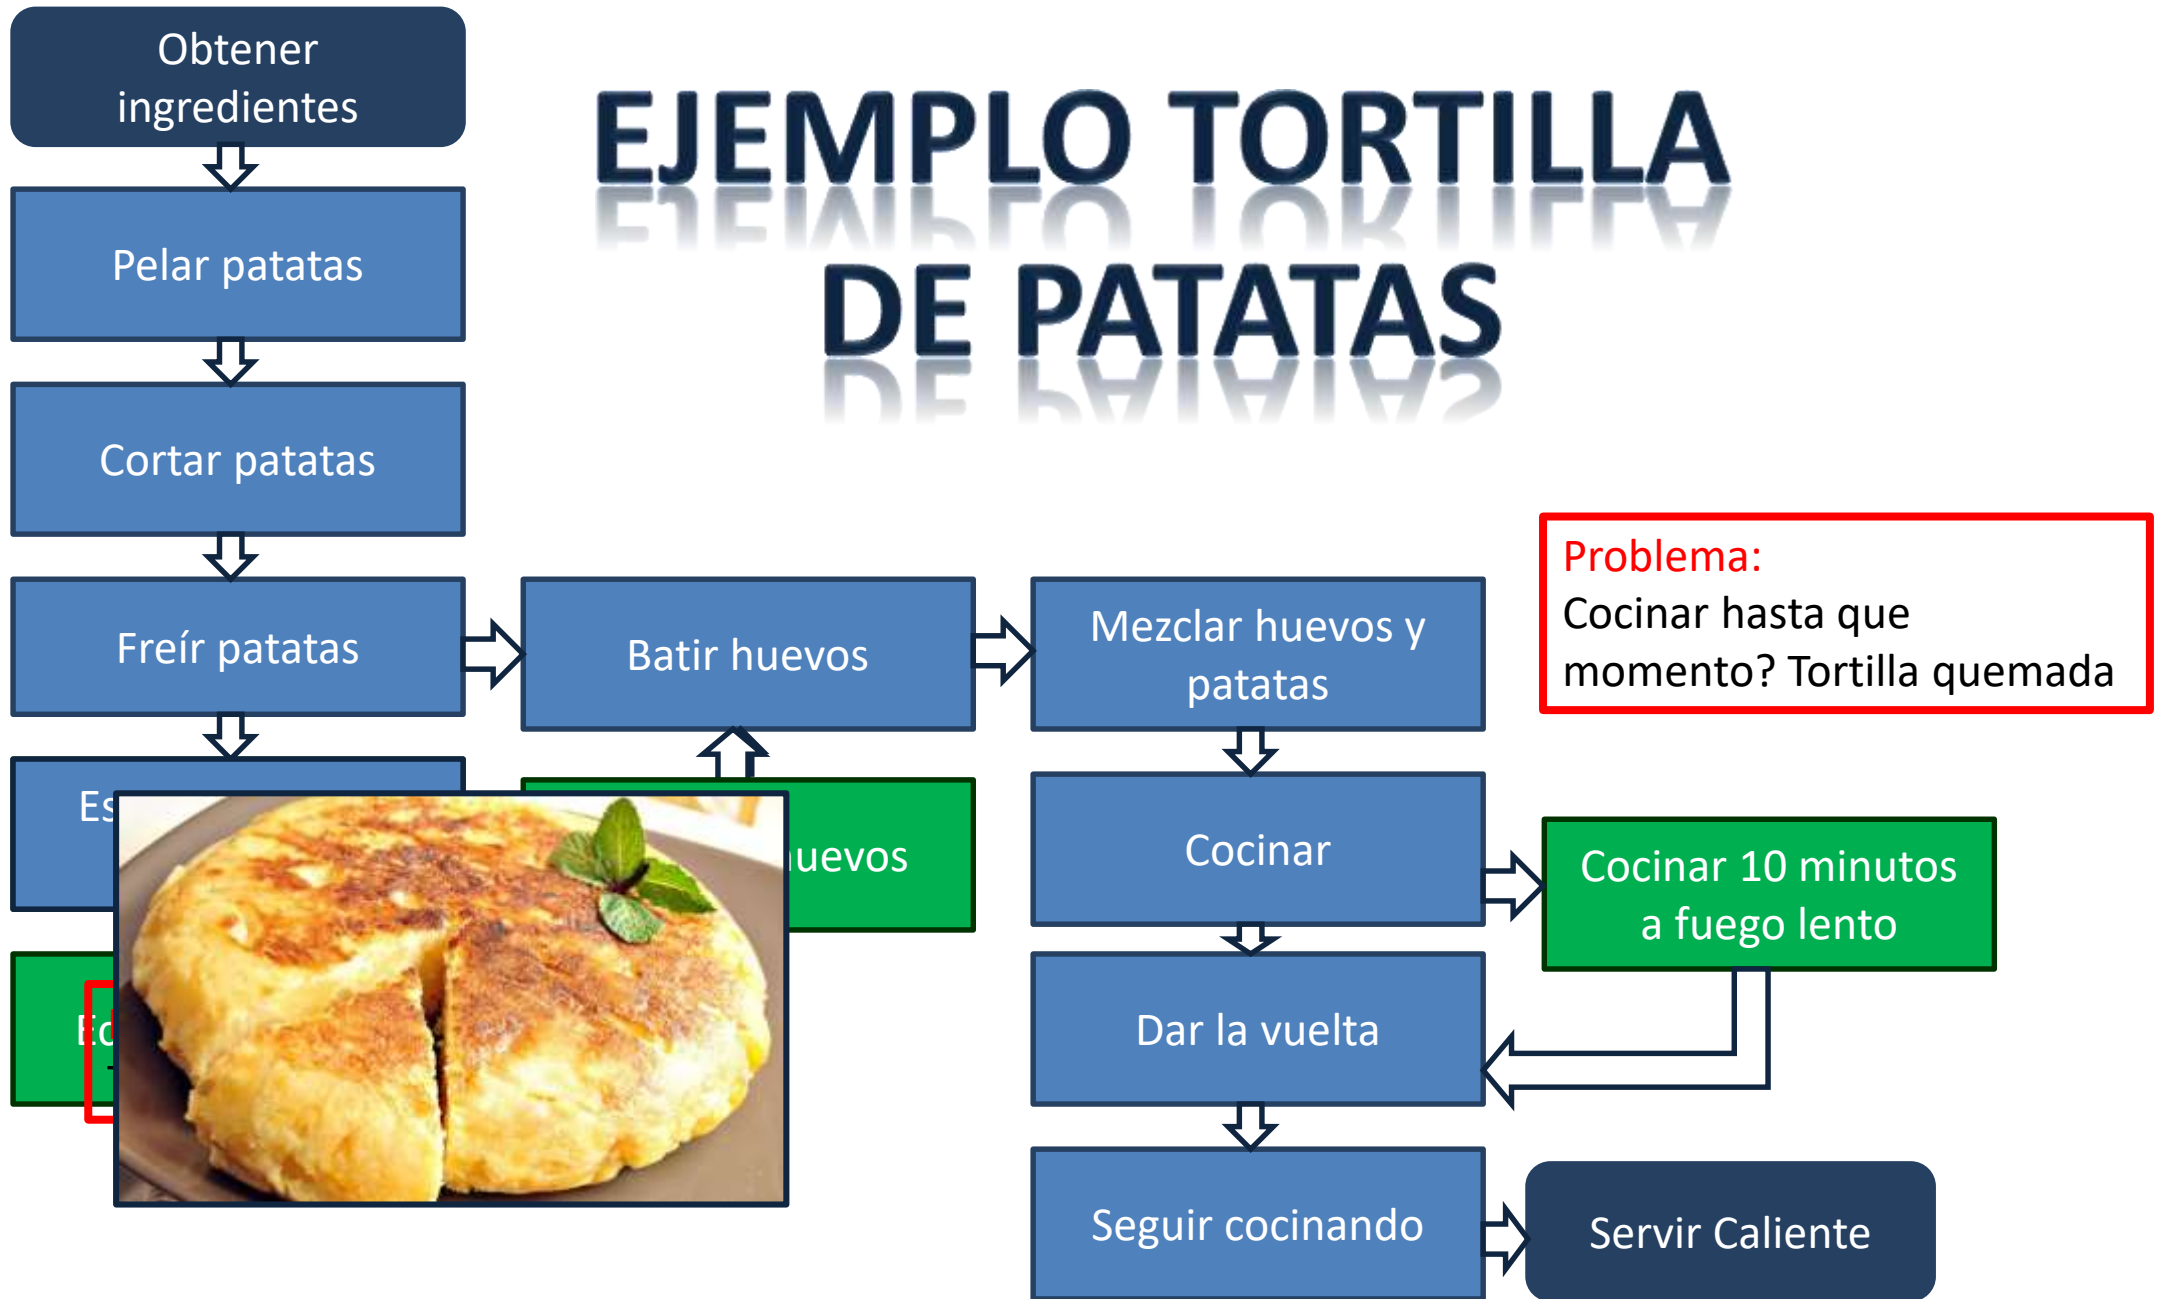 Obtener
ingredientes
EJEMPLO TORTILLA
DE PATATAS
Pelar patatas
Cortar patatas
Freír patatas
Batir huevos
Mezclar huevos y
patatas
Problema:
Cocinar hasta que
momento? Tortilla quemada
Cocinar
Cocinar 10 minutos
a fuego lento
Dar la vuelta
Seguir cocinando
Servir Caliente